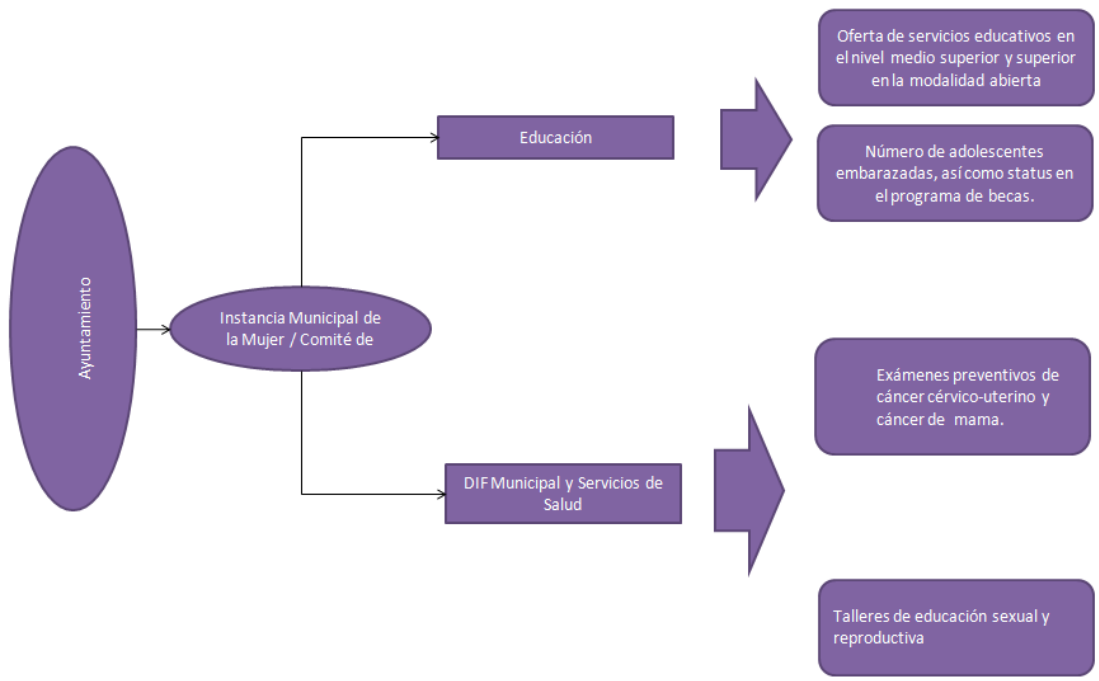 Ayuntamiento
Instancia Municipal de
la Mujer / Comité de
Educación
Oferta de servicios educativos en
el nivel medio superior y superior
en la modalidad abierta
Número de adolescentes
embarazadas, así como status en
el programa de becas.
DIF Municipal y Servicios de
Salud
Exámenes preventivos de
cáncer cérvico-uterino y
cáncer de mama.
Talleres de educación sexual y
reproductiva